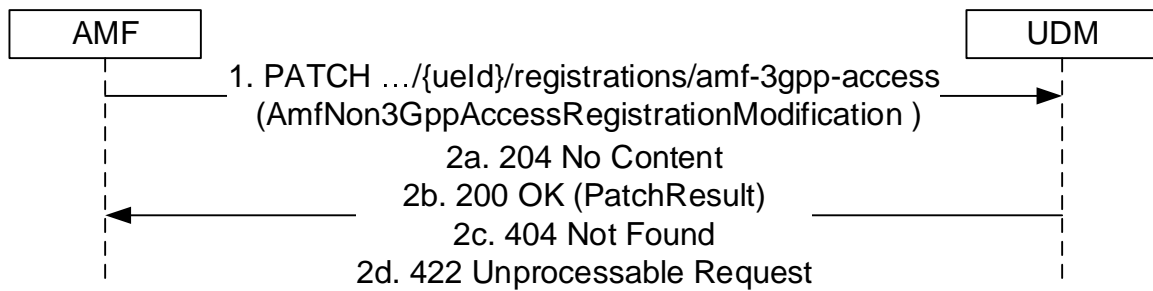 AMF
UDM
1. PATCH …/{ueId}/registrations/amf-3gpp-access
(AmfNon3GppAccessRegistrationModification )
2a. 204 No Content
2b. 200 OK (PatchResult)
2c. 404 Not Found
2d. 422 Unprocessable Request